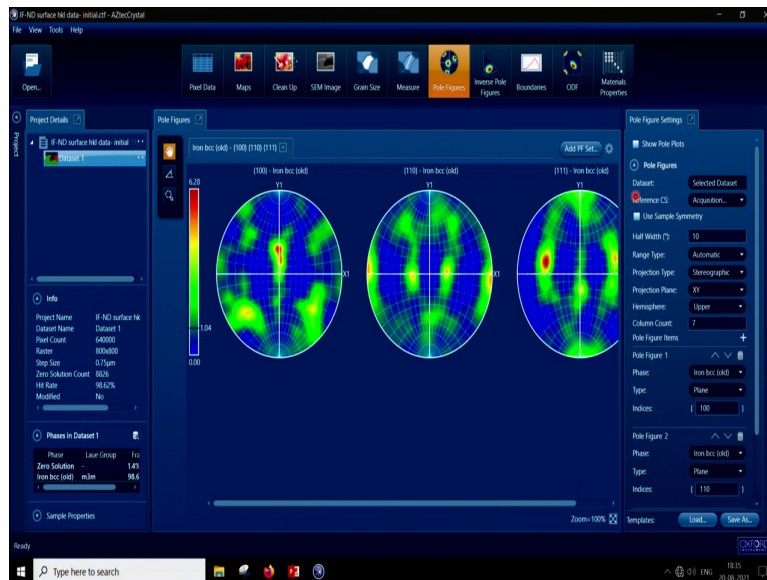 IF-ND surface hkl data- initial.ctf - AZtecCrystal
File View Tools Help
Open...
Pixel Data
Maps
Clean Up
SEM Image
Grain Size
Measure
Pole Figures
Inverse Pole Figures
Boundaries
ODF
Materials Properties
Project
Project Details
IF-ND surface hkl data- initial
Dataset 1
Info
Project Name IF-ND surface hk
Dataset Name Dataset 1
Pixel Count 640000
Raster 800x800
Step Size 0.75μm
Zero Solution Count 8826
Hit Rate 98.62%
Modified No
Phases in Dataset 1
Phase Laue Group Fra
Zero Solution - 1.4%
Iron bcc (old) m3m 98.6
Sample Properties
Pole Figures
Iron bcc (old) - {100} {110} {111}
Add PF Set...
6.28
1.04
0.00
{100} - Iron bcc (old)
Y1
X1
{110} - Iron bcc (old)
Y1
X1
{111} - Iron bcc (old)
Y1
Zoom=100%
Pole Figure Settings
Show Pole Plots
Pole Figures
Dataset: Selected Dataset
Reference CS: Acquisition...
Use Sample Symmetry
Half Width (°): 10
Range Type: Automatic
Projection Type: Stereographic
Projection Plane: XY
Hemisphere: Upper
Column Count: 7
Pole Figure Items +
Pole Figure 1
Phase: Iron bcc (old)
Type: Plane
Indices: { 100 }
Pole Figure 2
Phase: Iron bcc (old)
Type: Plane
Indices: { 110 }
Templates: Load... Save As...
Ready
OXFORD
Type here to search
ENG
18:35
20-08-2021